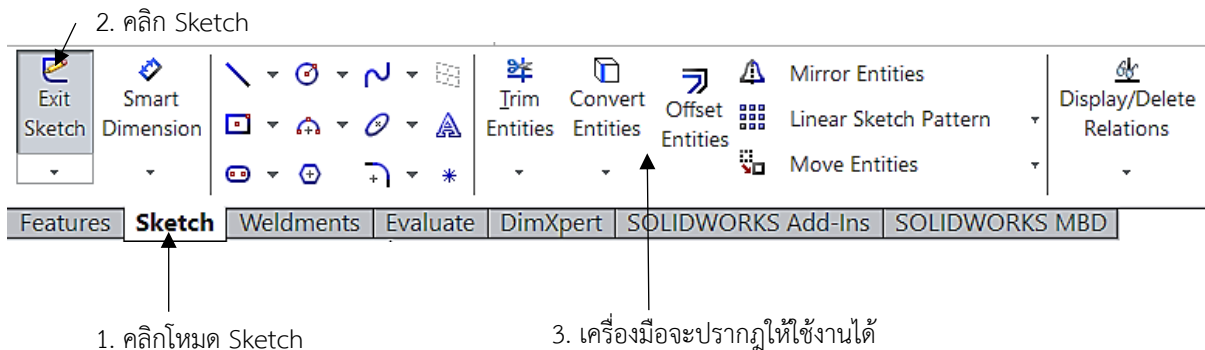 2. คลิก Sketch
Exit Sketch
Smart Dimension
Trim Entities
Convert Entities
Offset Entities
Mirror Entities
Linear Sketch Pattern
Move Entities
Display/Delete Relations
Features Sketch Weldments Evaluate DimXpert SOLIDWORKS Add-Ins SOLIDWORKS MBD
1. คลิกโหมด Sketch
3. เครื่องมือจะปรากฏให้ใช้งานได้